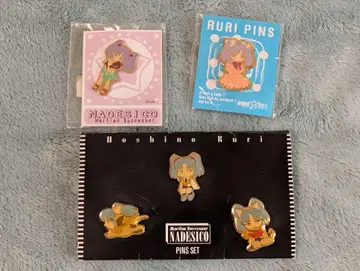 NADESICO
Martian Successor
RURI PINS
Hoshino Ruri
Martian Successor
NADESICO
PINS SET